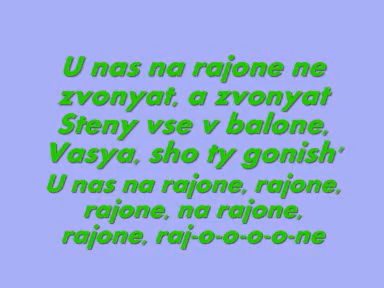 U nas na rajone ne
zvonyat, a zvonyat
Steny vse v balone,
Vasya, sho ty gonish'
U nas na rajone, rajone,
rajone, na rajone,
rajone, raj-o-o-o-o-ne